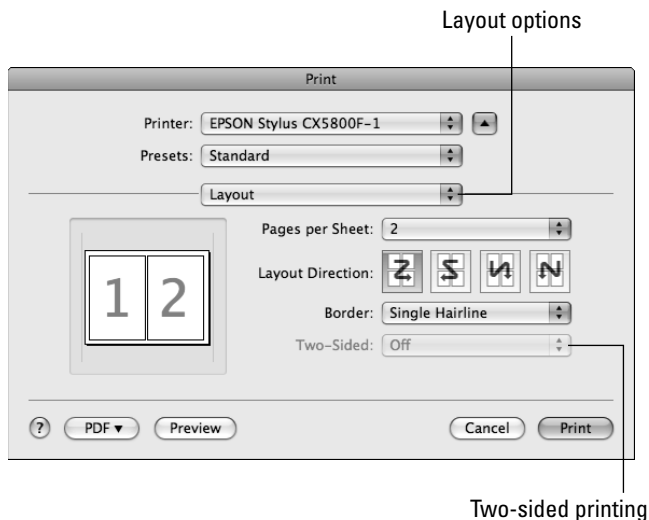 Layout options
Print
Printer: EPSON Stylus CX5800F-1
Presets: Standard
Layout
Pages per Sheet: 2
Layout Direction:
1 2
Border: Single Hairline
Two-Sided: Off
? PDF▼ Preview Cancel Print
Two-sided printing